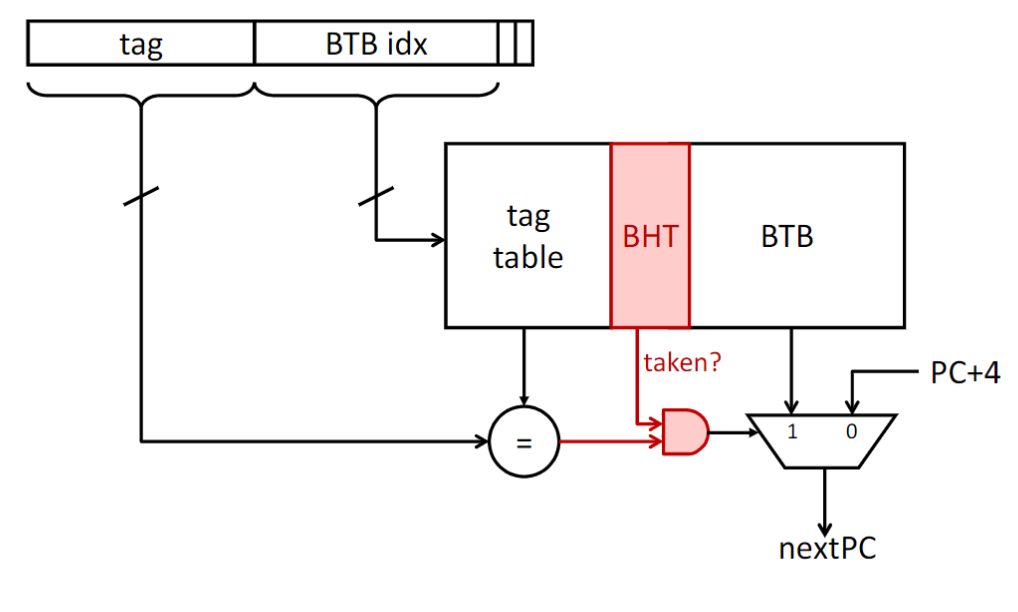 tag BTB idx
tag
table
BHT
BTB
taken?
PC+4
=
1 0
nextPC